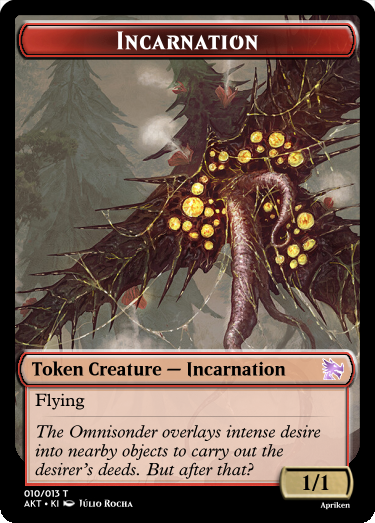 Incarnation
Token Creature — Incarnation
Flying
The Omnisonder overlays intense desire
into nearby objects to carry out the
desirer's deeds. But after that?
1/1
010/013 T
AKT • KI Júlio Rocha
Apriken